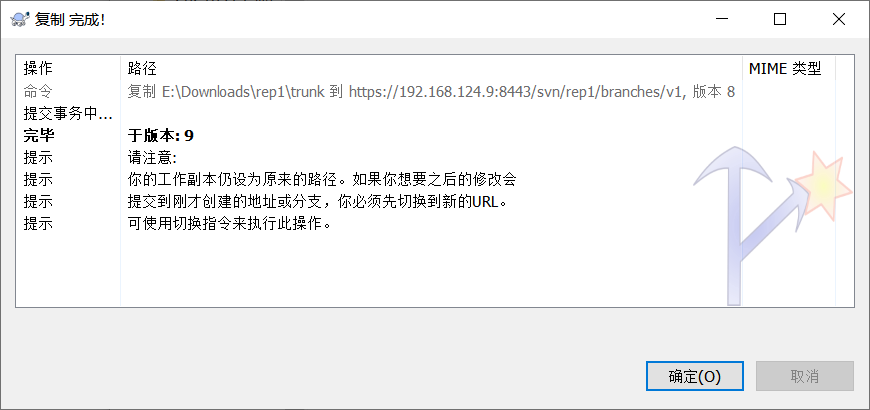 复制 完成！
操作 路径 MIME 类型
命令 复制 E:\Downloads\rep1\trunk 到 https://192.168.124.9:8443/svn/rep1/branches/v1, 版本 8
提交事务中...
完毕 于版本: 9
提示 请注意:
提示 你的工作副本仍设为原来的路径。如果你想要之后的修改会
提示 提交到刚才创建的地址或分支，你必须先切换到新的URL。
提示 可使用切换指令来执行此操作。
确定(O) 取消